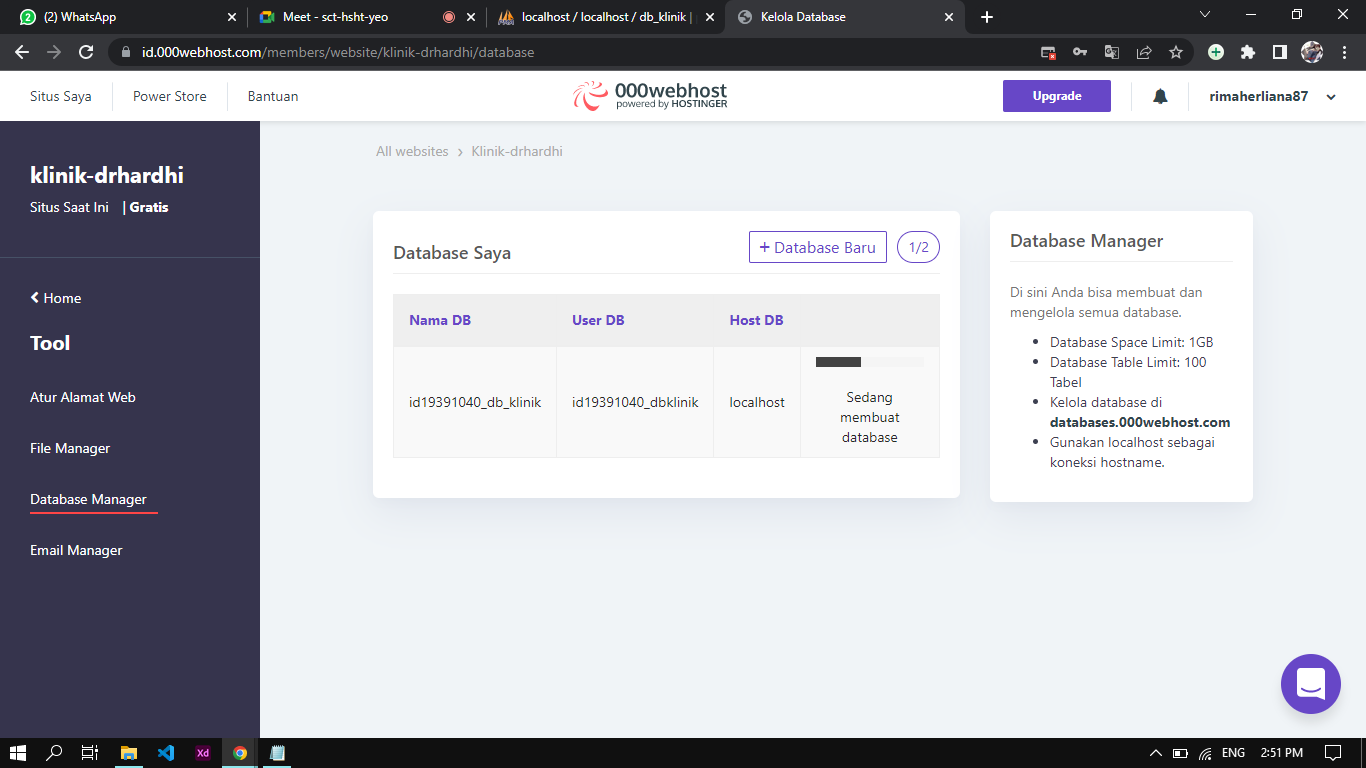 (2) WhatsApp
Meet - sct-hsht-yeo
localhost / localhost / db_klinik | p
Kelola Database
id.000webhost.com/members/website/klinik-drhardhi/database
Situs Saya
Power Store
Bantuan
000webhost
powered by HOSTINGER
Upgrade
rimaherliana87
klinik-drhardhi
Situs Saat Ini | Gratis
Home
Tool
Atur Alamat Web
File Manager
Database Manager
Email Manager
All websites > Klinik-drhardhi
Database Saya
+ Database Baru
1/2
Nama DB User DB Host DB
id19391040_db_klinik id19391040_dbklinik localhost
Sedang
membuat
database
Database Manager
Di sini Anda bisa membuat dan
mengelola semua database.
• Database Space Limit: 1GB
• Database Table Limit: 100
Tabel
• Kelola database di
databases.000webhost.com
• Gunakan localhost sebagai
koneksi hostname.
Xd
ENG
2:51 PM